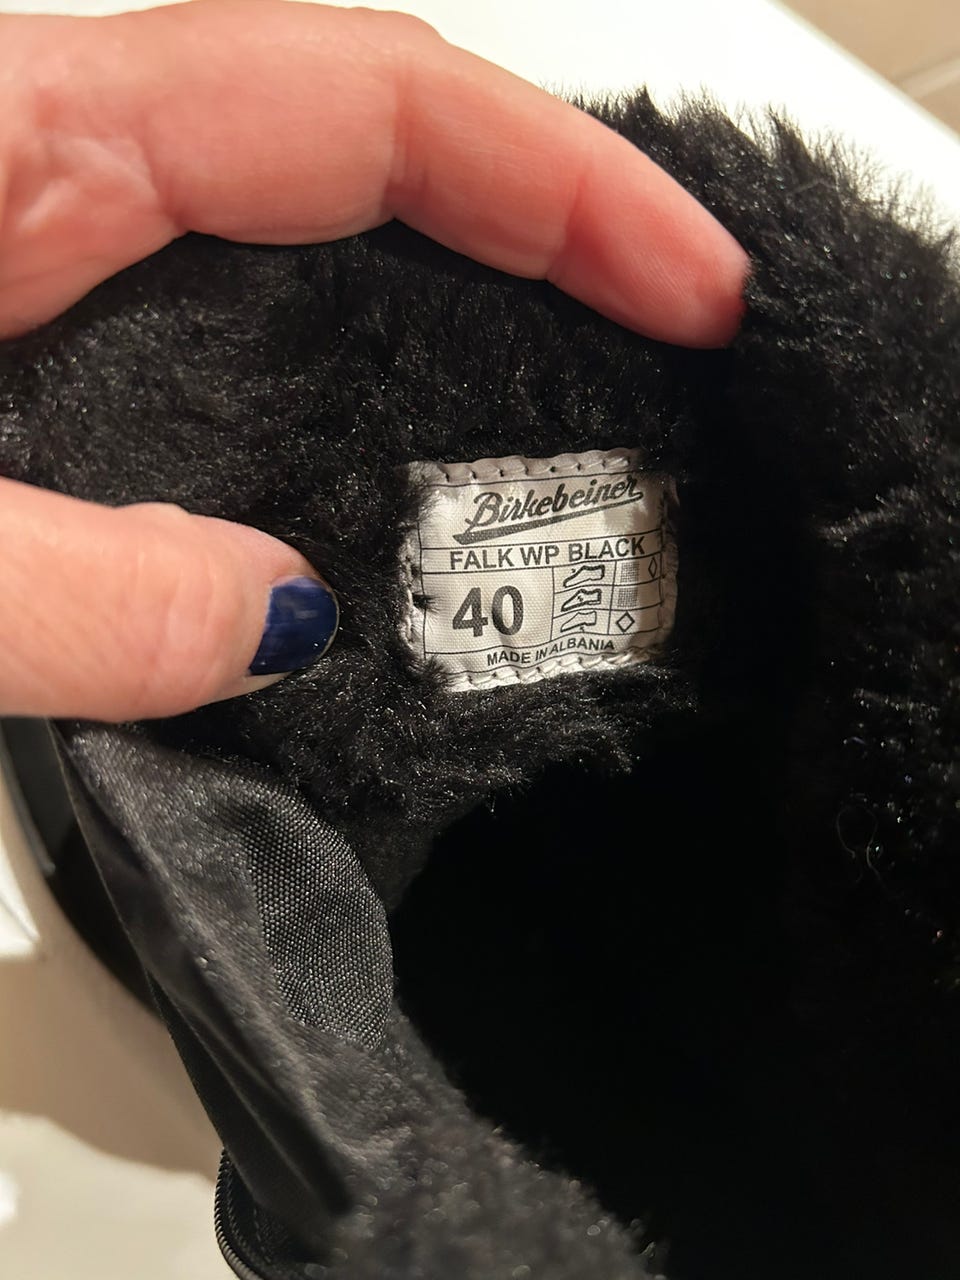 Birkebeiner
FALK WP BLACK
40
MADE IN ALBANIA